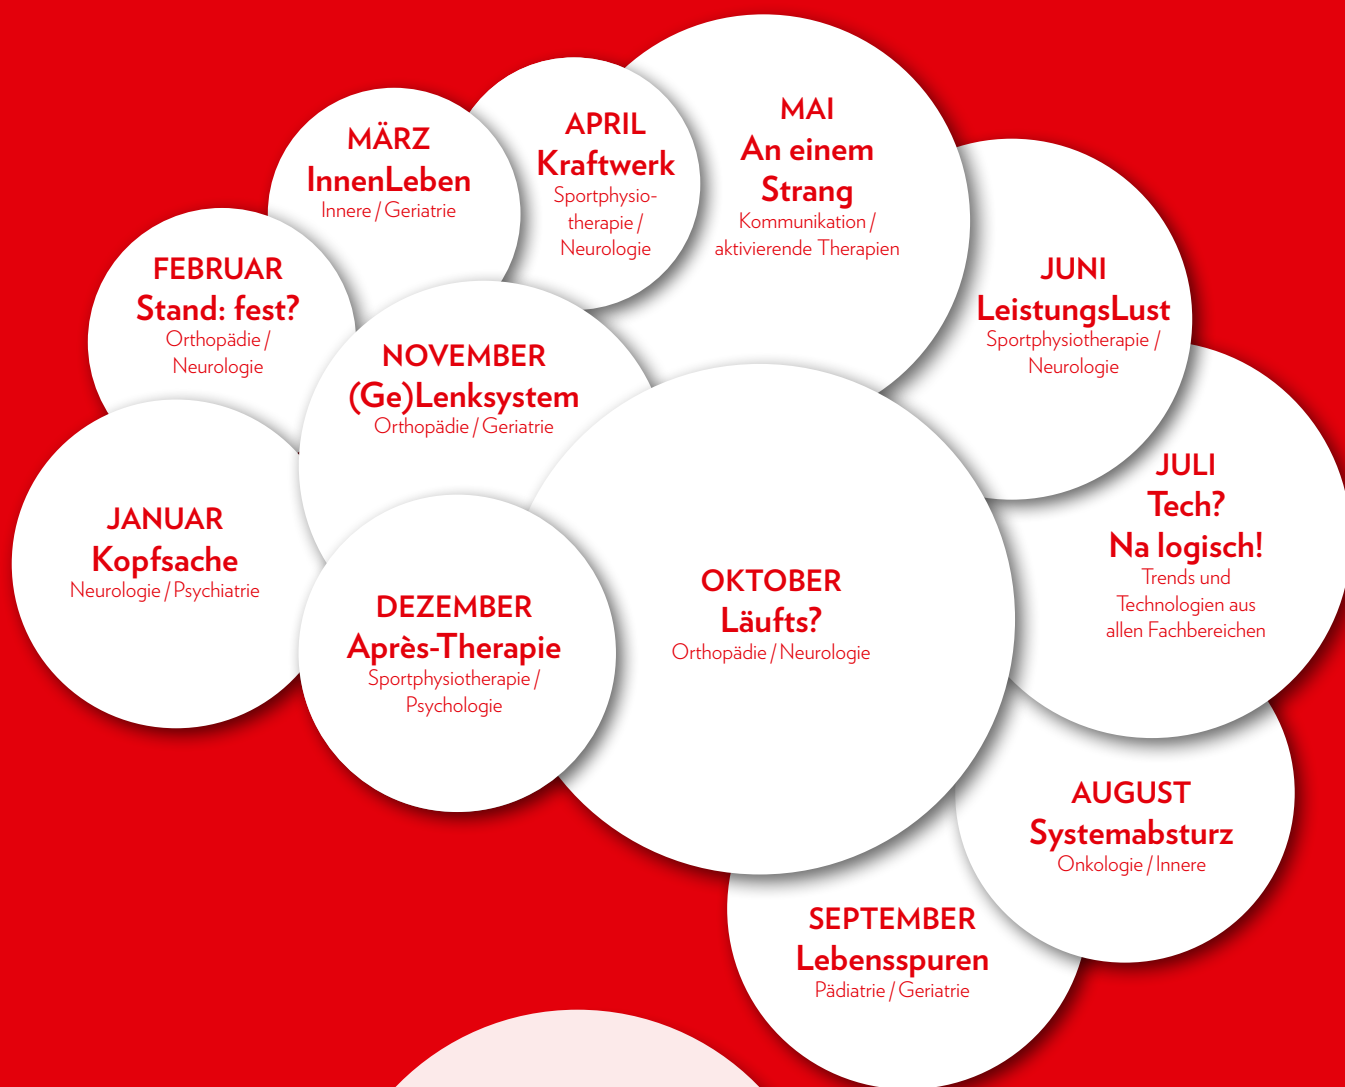 JANUAR
Kopfsache
Neurologie / Psychiatrie
FEBRUAR
Stand: fest?
Orthopädie /
Neurologie
MÄRZ
InnenLeben
Innere / Geriatrie
APRIL
Kraftwerk
Sportphysio-
therapie /
Neurologie
MAI
An einem
Strang
Kommunikation /
aktivierende Therapien
JUNI
LeistungsLust
Sportphysiotherapie /
Neurologie
JULI
Tech?
Na logisch!
Trends und
Technologien aus
allen Fachbereichen
AUGUST
Systemabsturz
Onkologie / Innere
SEPTEMBER
Lebensspuren
Pädiatrie / Geriatrie
OKTOBER
Läufts?
Orthopädie / Neurologie
NOVEMBER
(Ge)Lenksystem
Orthopädie / Geriatrie
DEZEMBER
Après-Therapie
Sportphysiotherapie /
Psychologie